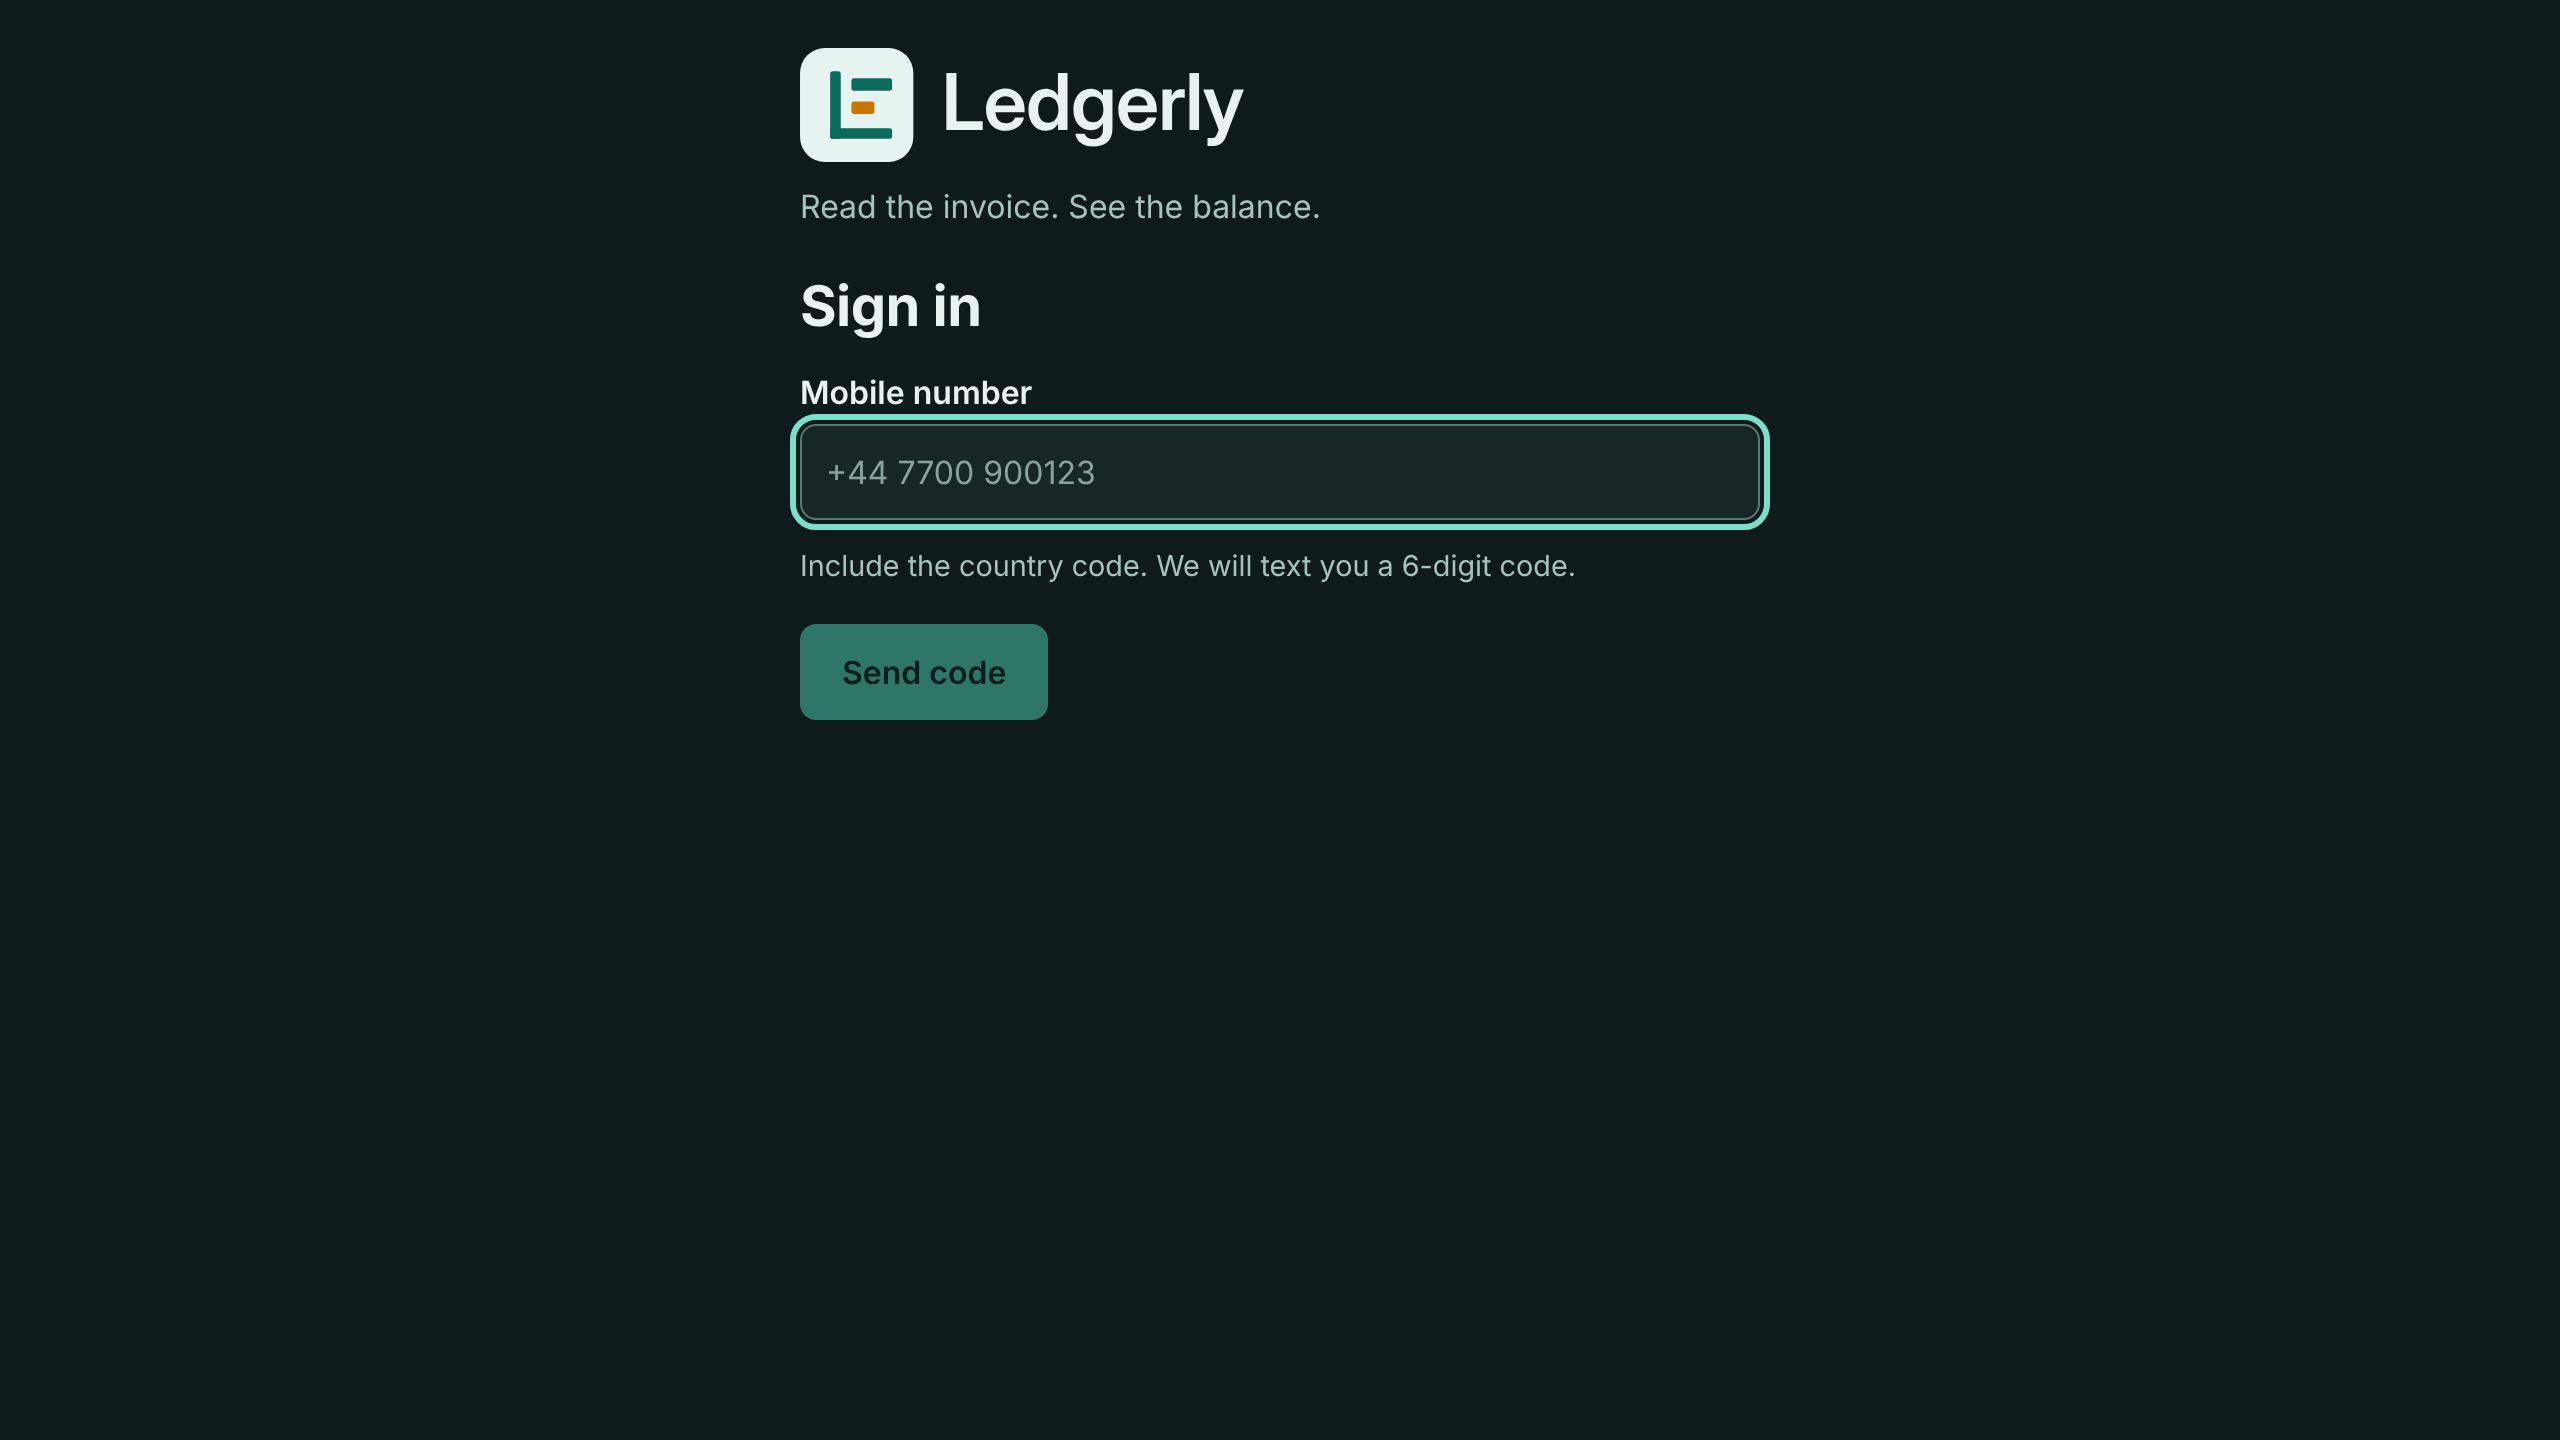 Ledgerly
Read the invoice. See the balance.
Sign in
Mobile number
+44 7700 900123
Include the country code. We will text you a 6-digit code.
Send code